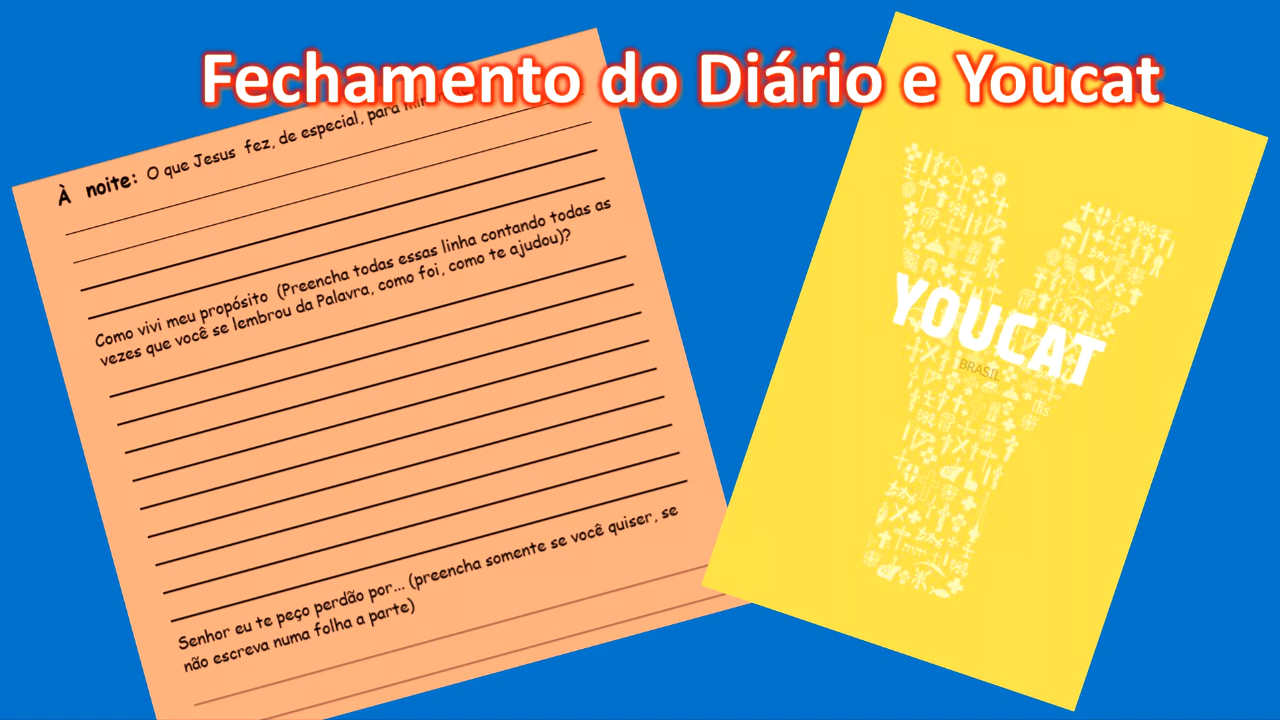 Fechamento do Diário e Youcat
À noite: O que Jesus fez, de especial, para
Como vivi meu propósito (Preencha todas essas linha contando todas as
vezes que você se lembrou da Palavra, como foi, como te ajudou)?
Senhor eu te peço perdão por... (preencha somente se você quiser, se
não escreva numa folha a parte)
YOUCAT
BRASIL